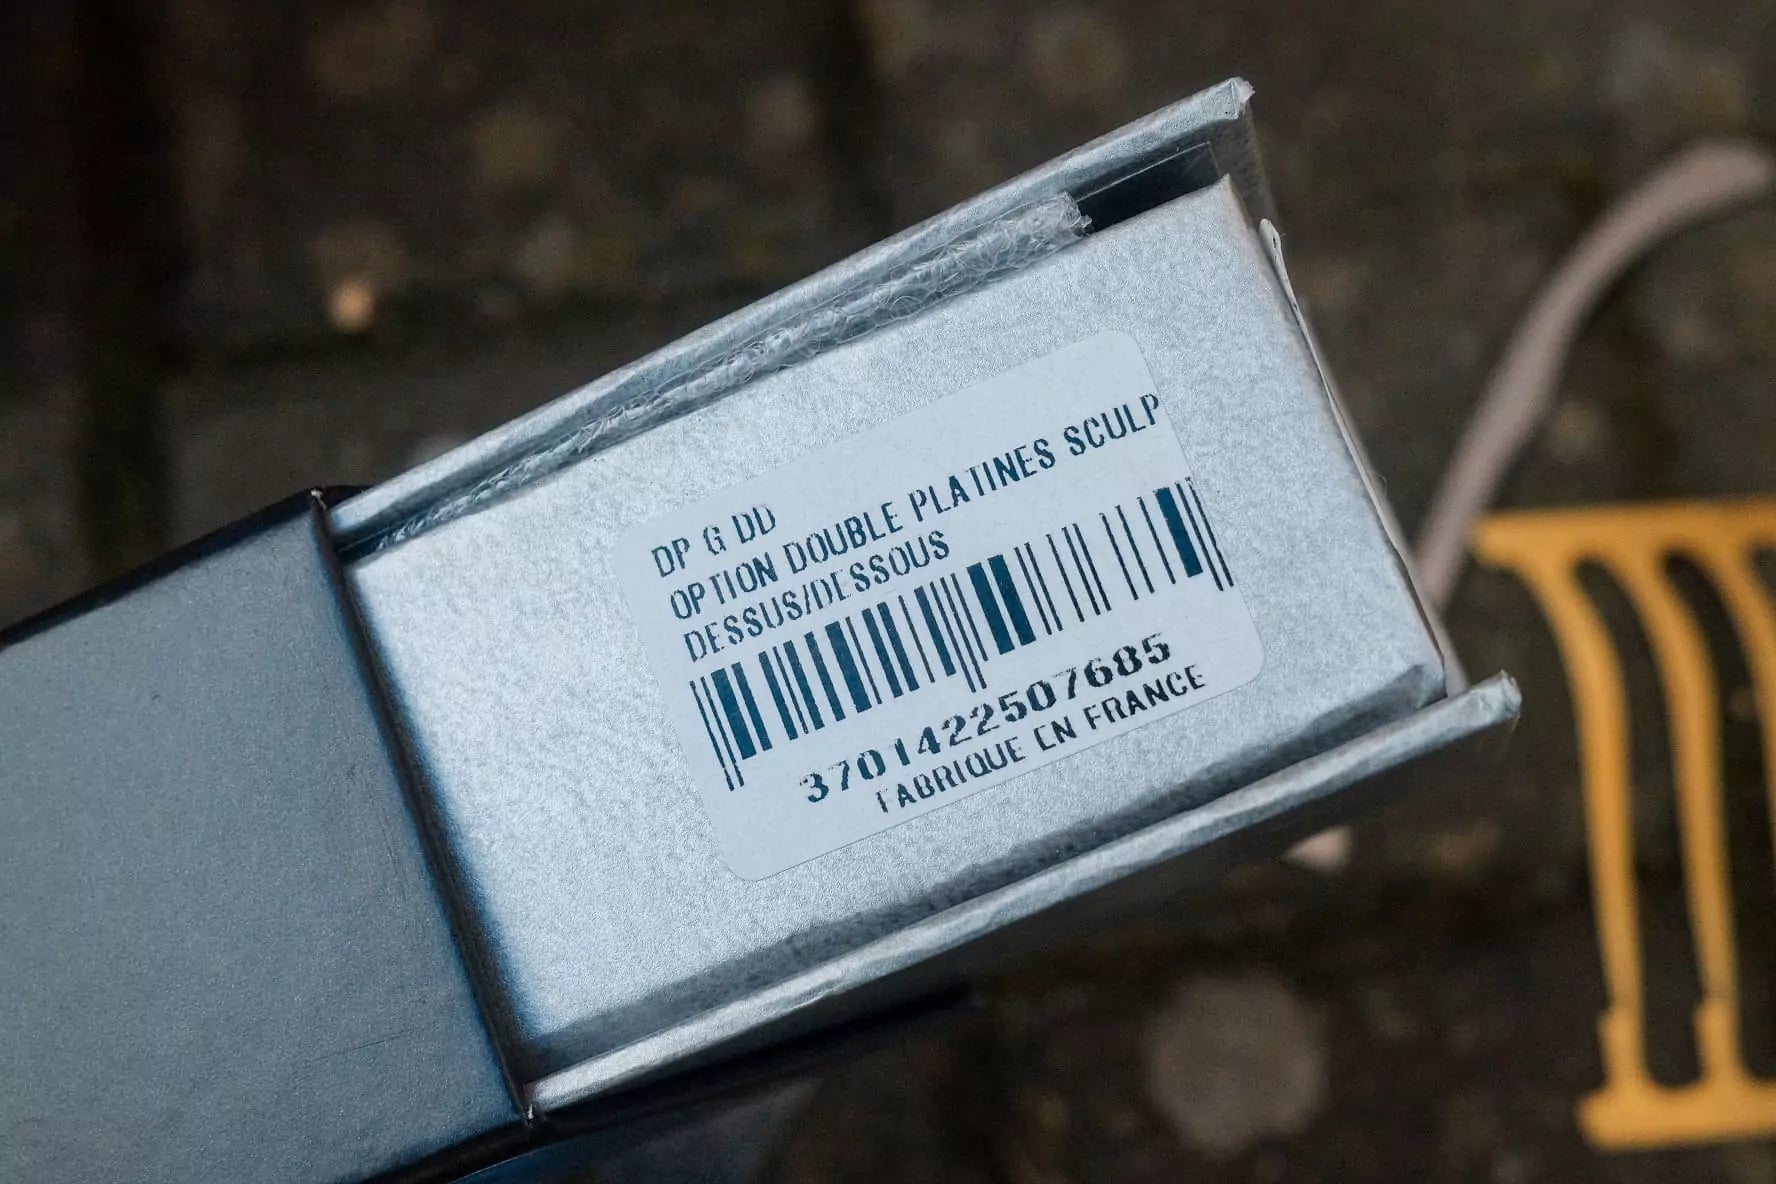 DP G DD
OPTION DOUBLE PLATINES SCULP
DESSUS/DESSOUS
3701422507685
FABRIQUE EN FRANCE